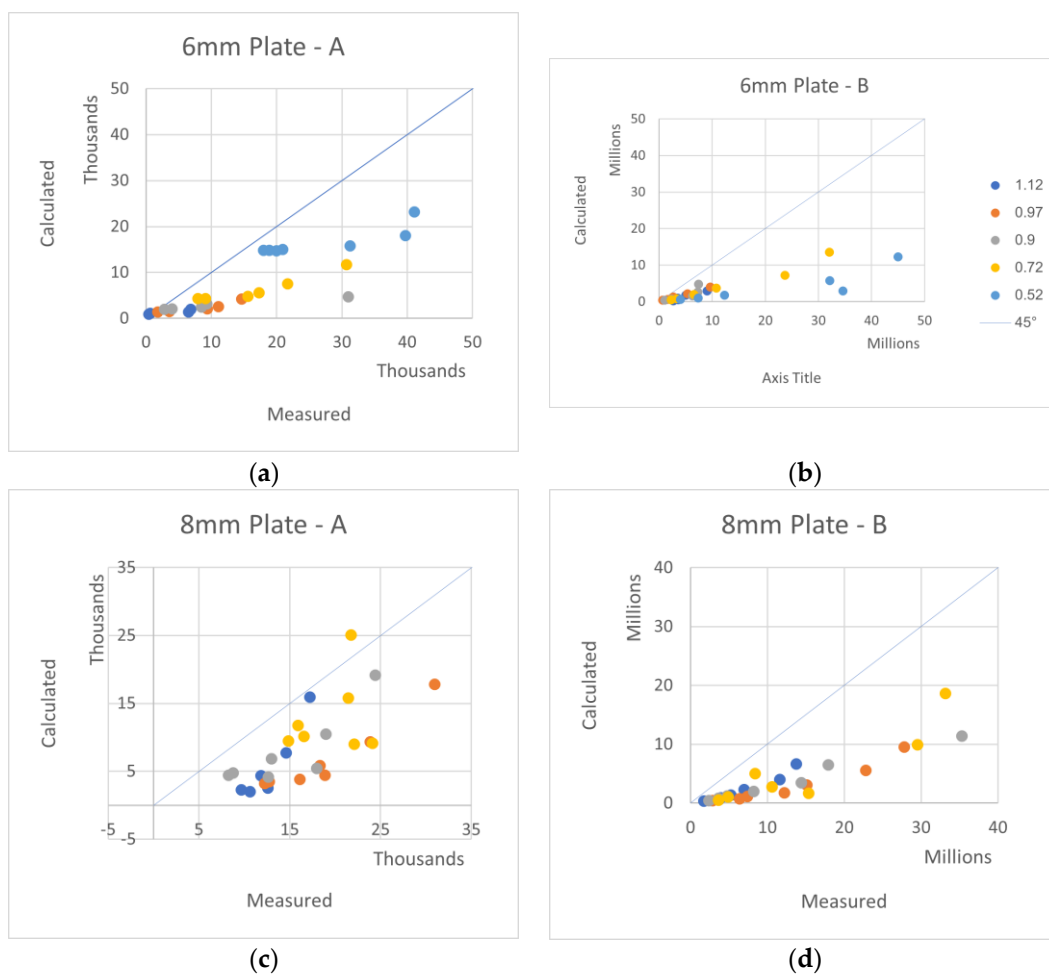 6mm Plate - A
Thousands
Calculated
50
40
30
20
10
0
0 10 20 30 40 50
Thousands
Measured
(a)
6mm Plate - B
Millions
Calculated
50
40
30
20
10
0
0 10 20 30 40 50
Millions
Axis Title
1.12
0.97
0.9
0.72
0.52
45°
(b)
8mm Plate - A
Thousands
Calculated
35
25
15
5
-5
-5 5 15 25 35
Thousands
Measured
(c)
8mm Plate - B
Millions
Calculated
40
30
20
10
0
0 10 20 30 40
Millions
Measured
(d)